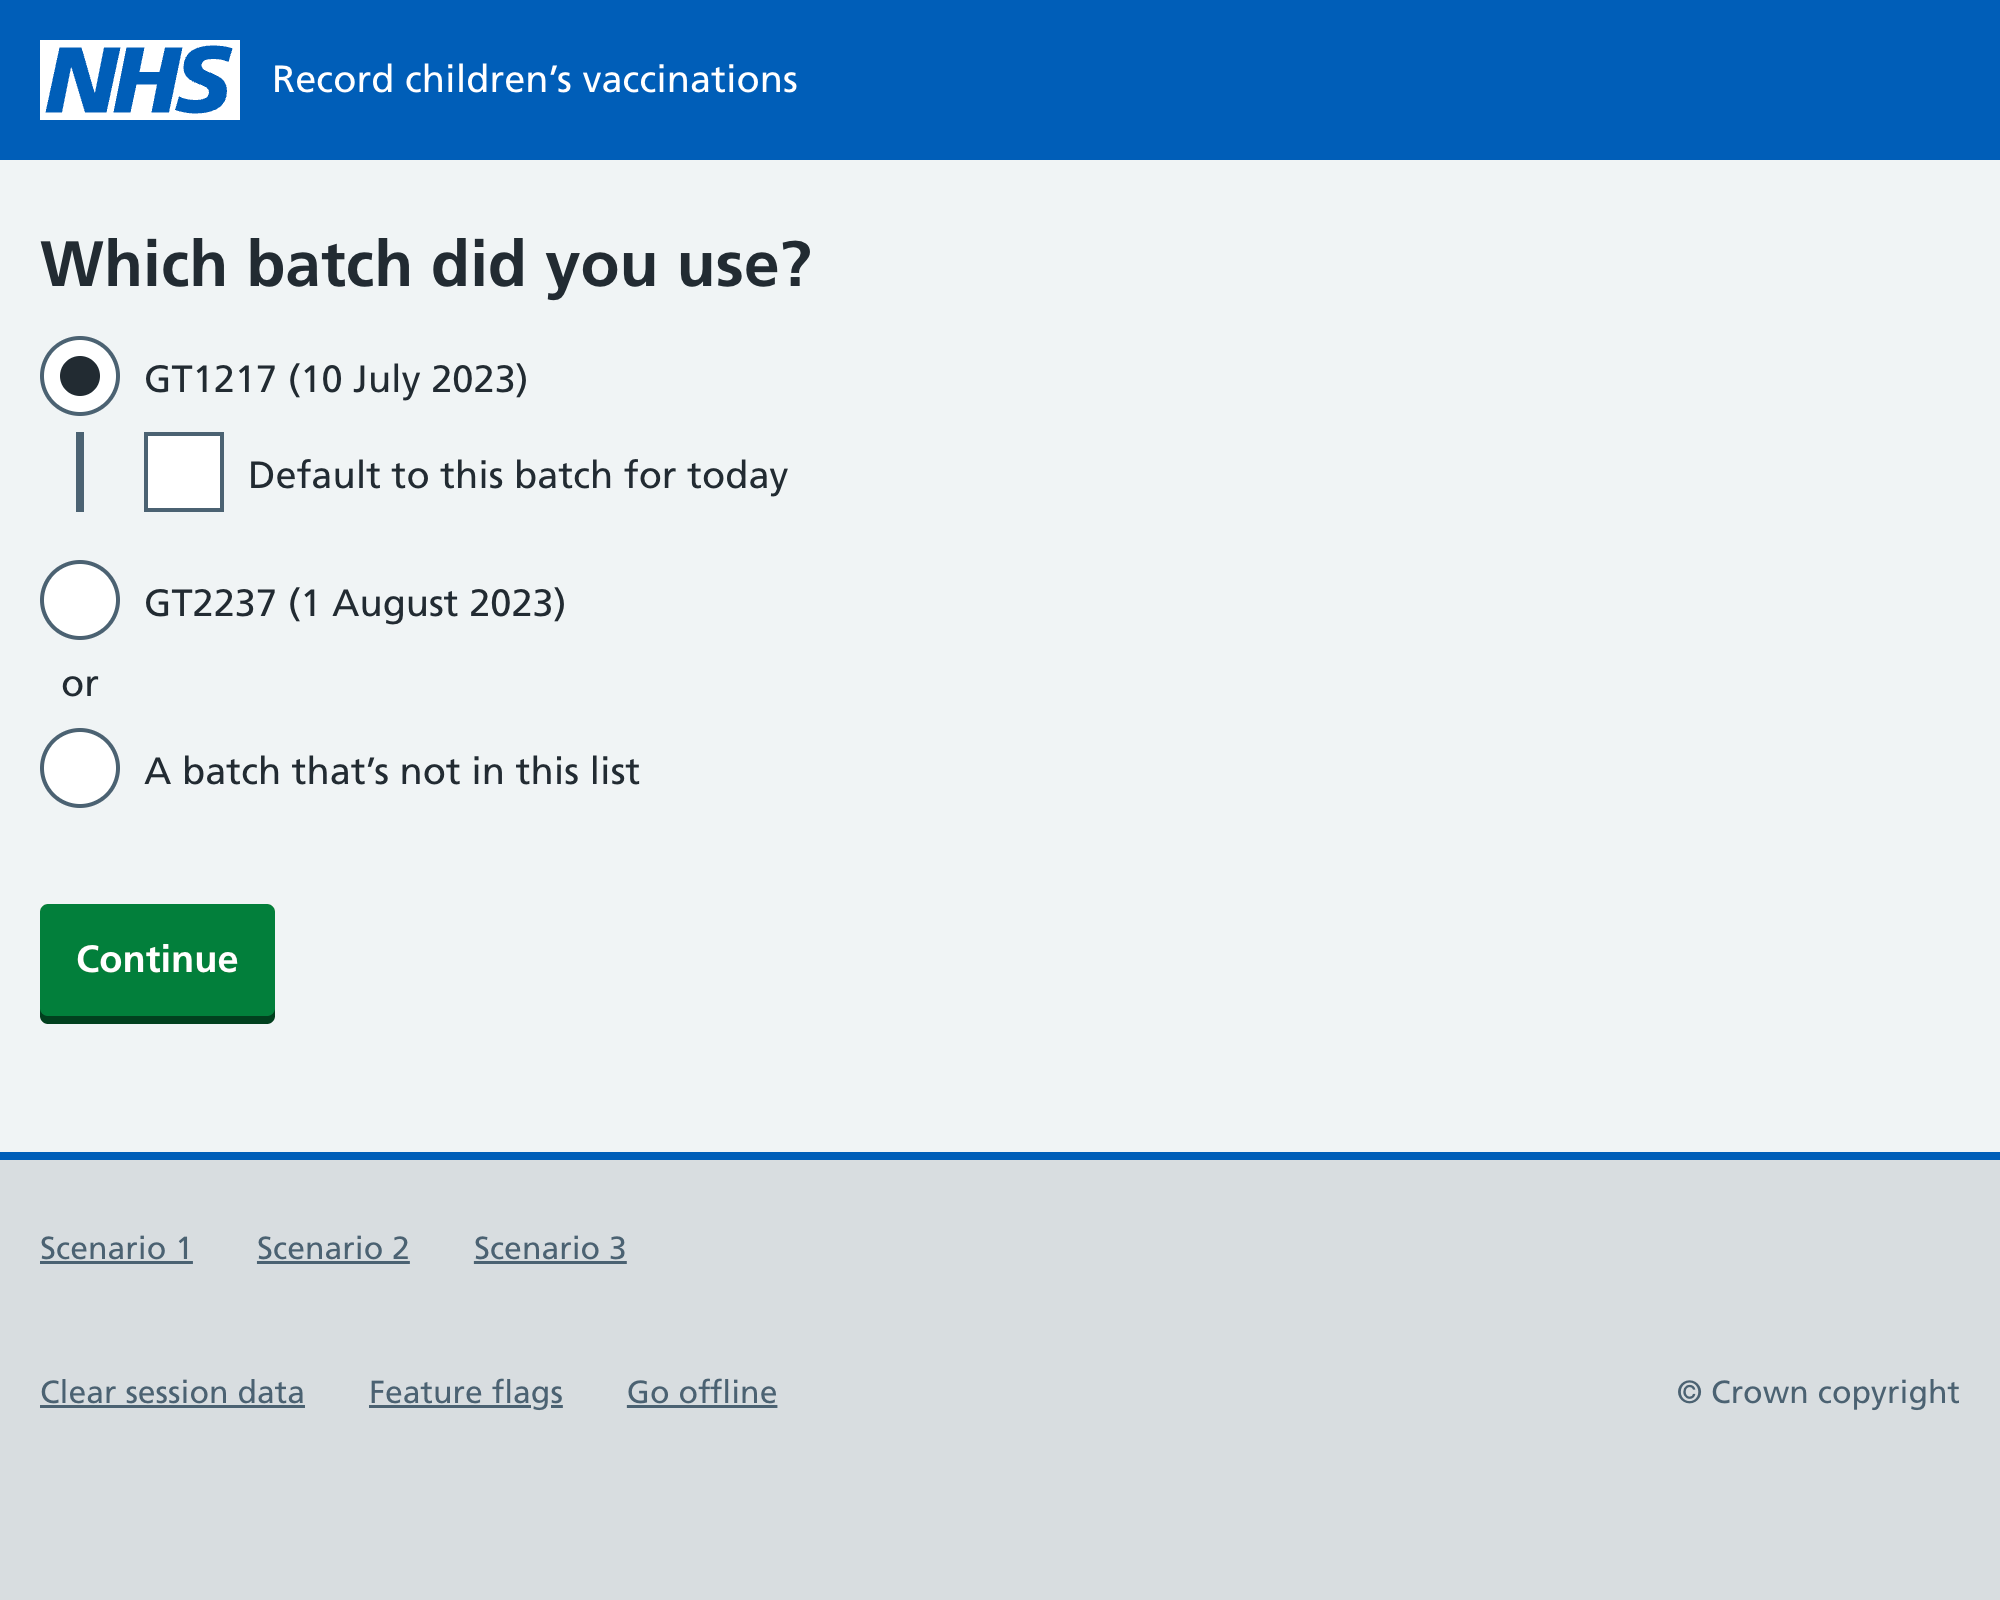 NHS Record children’s vaccinations
Which batch did you use?
GT1217 (10 July 2023)
Default to this batch for today
GT2237 (1 August 2023)
or
A batch that’s not in this list
Continue
Scenario 1 Scenario 2 Scenario 3
Clear session data Feature flags Go offline © Crown copyright